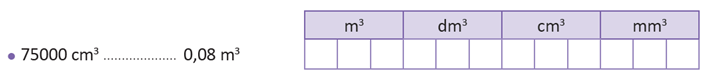 m³ dm³ cm³ mm³
• 75000 cm³ .................... 0,08 m³